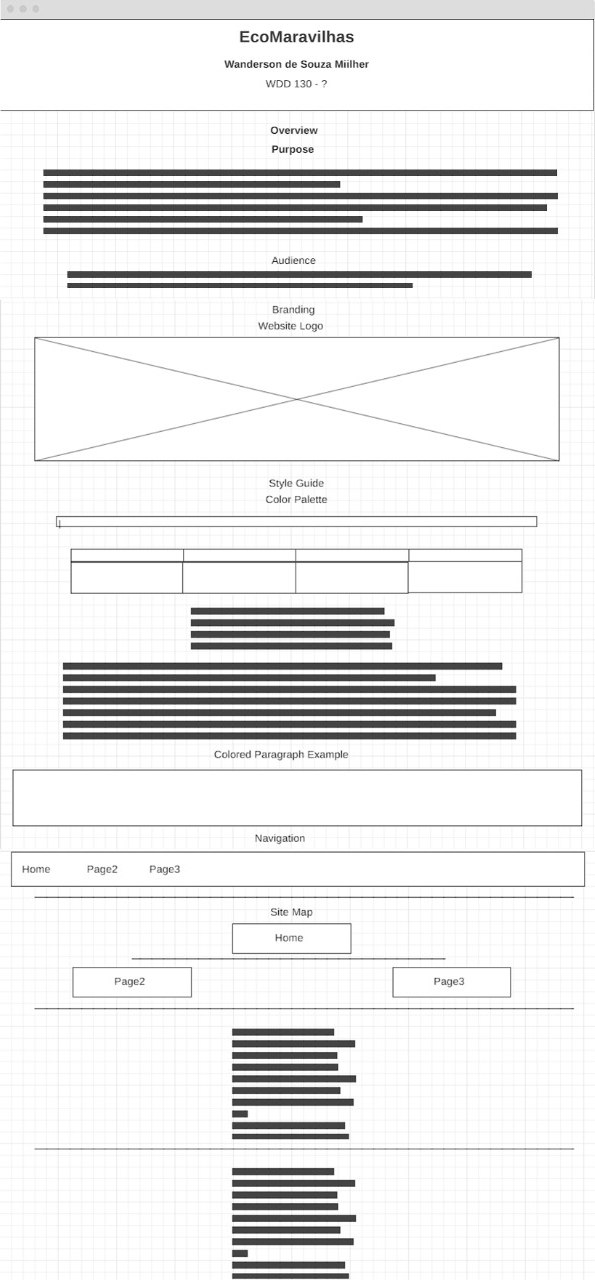 EcoMaravilhas
Wanderson de Souza Miilher
WDD 130 - ?
Overview
Purpose
Audience
Branding
Website Logo
Style Guide
Color Palette
Colored Paragraph Example
Navigation
Home Page2 Page3
Site Map
Home
Page2 Page3